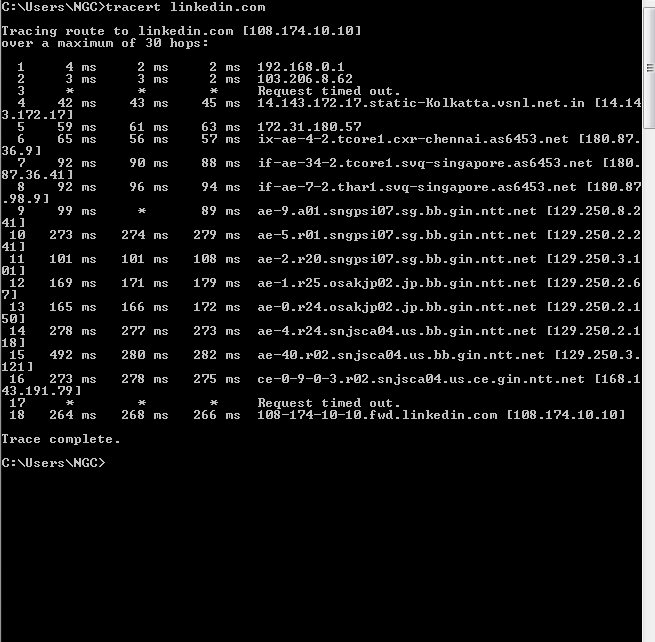 C:\Users\NGC>tracert linkedin.com
Tracing route to linkedin.com [108.174.10.10]
over a maximum of 30 hops:
1 4 ms 2 ms 2 ms 192.168.0.1
2 3 ms 3 ms 2 ms 103.206.8.62
3 * * * Request timed out.
4 42 ms 43 ms 45 ms 14.143.172.17.static-Kolkatta.vsnl.net.in [14.14
3.172.17]
5 59 ms 61 ms 63 ms 172.31.180.57
6 65 ms 56 ms 57 ms ix-ae-4-2.tcore1.cxr-chennai.as6453.net [180.87.
36.9]
7 92 ms 90 ms 88 ms if-ae-34-2.tcore1.svq-singapore.as6453.net [180.
87.36.41]
8 92 ms 96 ms 94 ms if-ae-7-2.thar1.svq-singapore.as6453.net [180.87
.98.9]
9 99 ms * 89 ms ae-9.a01.sngpsi07.sg.bb.gin.ntt.net [129.250.8.2
41]
10 273 ms 274 ms 279 ms ae-5.r01.sngpsi07.sg.bb.gin.ntt.net [129.250.2.2
41]
11 101 ms 101 ms 108 ms ae-2.r20.sngpsi07.sg.bb.gin.ntt.net [129.250.3.1
01]
12 169 ms 171 ms 179 ms ae-1.r25.osakjp02.jp.bb.gin.ntt.net [129.250.2.6
7]
13 165 ms 166 ms 172 ms ae-0.r24.osakjp02.jp.bb.gin.ntt.net [129.250.2.1
50]
14 278 ms 277 ms 273 ms ae-4.r24.snjsca04.us.bb.gin.ntt.net [129.250.2.1
18]
15 492 ms 280 ms 282 ms ae-40.r02.snjsca04.us.bb.gin.ntt.net [129.250.3.
121]
16 273 ms 278 ms 275 ms ce-0-9-0-3.r02.snjsca04.us.ce.gin.ntt.net [168.1
43.191.79]
17 * * * Request timed out.
18 264 ms 268 ms 266 ms 108-174-10-10.fwd.linkedin.com [108.174.10.10]
Trace complete.
C:\Users\NGC>